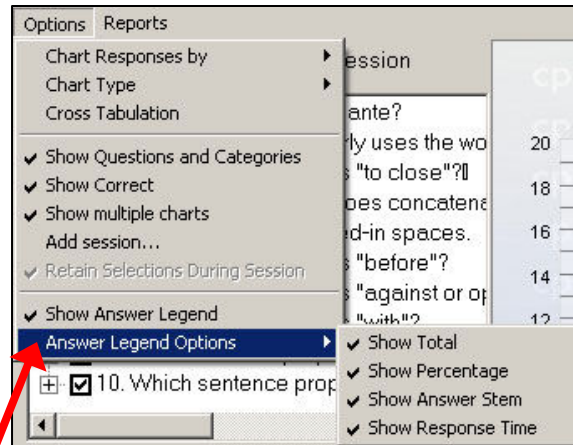 Options Reports
Chart Responses by
Chart Type
Cross Tabulation
Show Questions and Categories
Show Correct
Show multiple charts
Add session...
Retain Selections During Session
Show Answer Legend
Answer Legend Options
Show Total
Show Percentage
Show Answer Stem
Show Response Time
ession
ante?
rly uses the wo
"to close"?
oes concatena
d-in spaces.
"before"?
"against or op
"with"?
10. Which sentence prop
cp
20
18
16
14
12